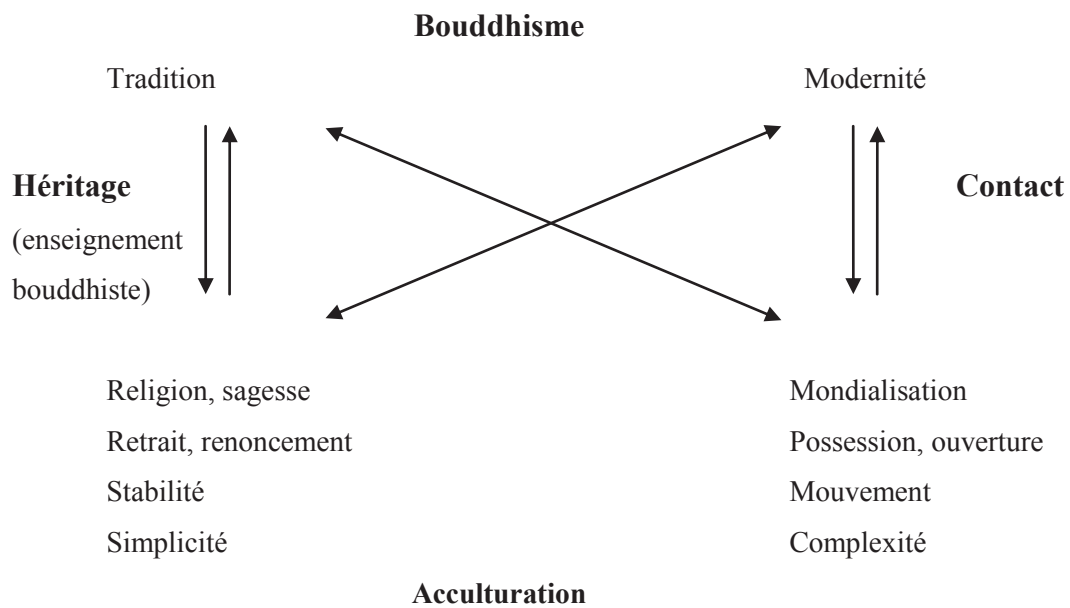 Bouddhisme
Tradition
Modernité
Héritage
(enseignement
bouddhiste)
Contact
Religion, sagesse
Mondialisation
Retrait, renoncement
Possession, ouverture
Stabilité
Mouvement
Simplicité
Complexité
Acculturation